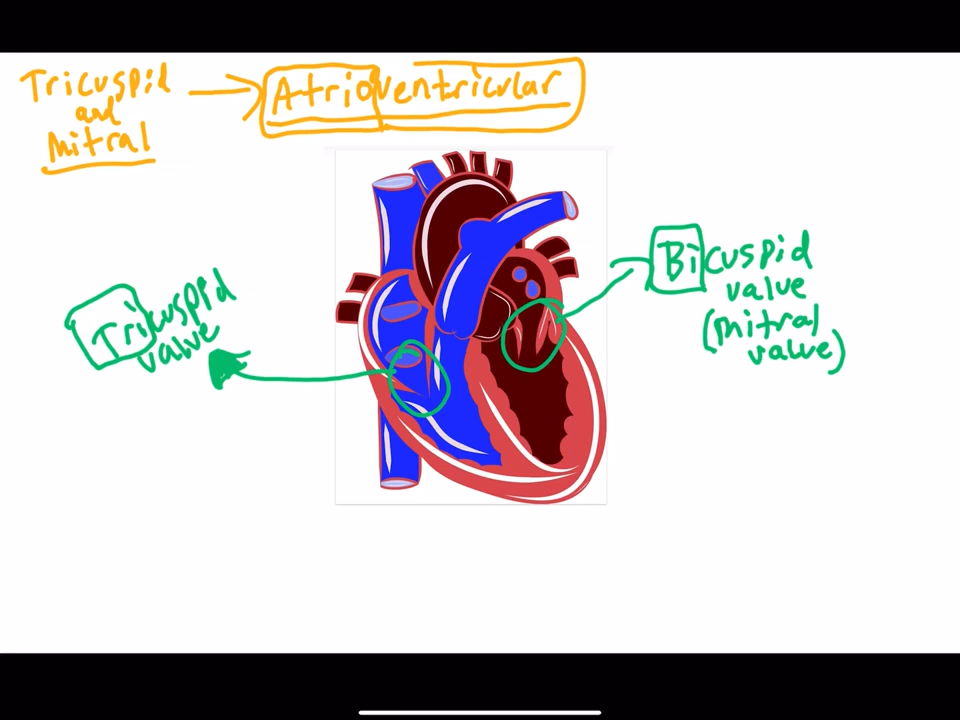 Tricuspid
and
Mitral
Atrioventricular
Tricuspid
valve
Bicuspid
valve
(Mitral
valve)